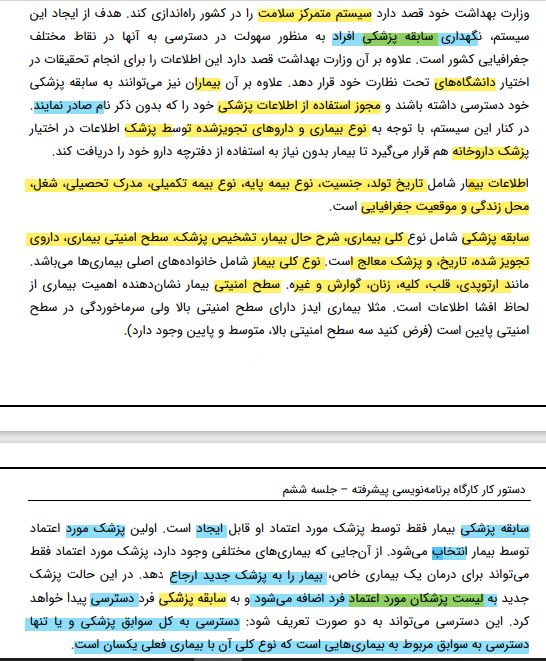 وزارت بهداشت خود قصد دارد سیستم متمرکز سلامت را در کشور راه‌اندازی کند. هدف از ایجاد این
سیستم، نگهداری سابقه پزشکی افراد به منظور سهولت در دسترسی به آنها در نقاط مختلف
جغرافیایی کشور است. علاوه بر آن وزارت بهداشت قصد دارد این اطلاعات را برای انجام تحقیقات در
اختیار دانشگاه‌های تحت نظارت خود قرار دهد. علاوه بر آن بیماران نیز می‌توانند به سابقه پزشکی
خود دسترسی داشته باشند و مجوز استفاده از اطلاعات پزشکی خود را که بدون ذکر نام صادر نمایند.
در کنار این سیستم، با توجه به نوع بیماری و داروهای تجویزشده توسط پزشک اطلاعات در اختیار
پزشک داروخانه هم قرار می‌گیرد تا بیمار بدون نیاز به استفاده از دفترچه دارو خود را دریافت کند.
اطلاعات بیمار شامل تاریخ تولد، جنسیت، نوع بیمه پایه، نوع بیمه تکمیلی، مدرک تحصیلی، شغل،
محل زندگی و موقعیت جغرافیایی است.
سابقه پزشکی شامل نوع کلی بیماری، شرح حال بیمار، تشخیص پزشک، سطح امنیتی بیماری، داروی
تجویز شده، تاریخ، و پزشک معالج است. نوع کلی بیمار شامل خانواده‌های اصلی بیماری‌ها می‌باشد.
مانند ارتوپدی، قلب، کلیه، زنان، گوارش و غیره. سطح امنیتی بیمار نشان‌دهنده اهمیت بیماری از
لحاظ افشا اطلاعات است. مثلا بیماری ایدز دارای سطح امنیتی بالا ولی سرماخوردگی در سطح
امنیتی پایین است (فرض کنید سه سطح امنیتی بالا، متوسط و پایین وجود دارد).
دستور کار کارگاه برنامه‌نویسی پیشرفته – جلسه ششم
سابقه پزشکی بیمار فقط توسط پزشک مورد اعتماد او قابل ایجاد است. اولین پزشک مورد اعتماد
توسط بیمار انتخاب می‌شود. از آن‌جایی که بیماری‌های مختلفی وجود دارد، پزشک مورد اعتماد فقط
می‌تواند برای درمان یک بیماری خاص، بیمار را به پزشک جدید ارجاع دهد. در این حالت پزشک
جدید به لیست پزشکان مورد اعتماد فرد اضافه می‌شود و به سابقه پزشکی فرد دسترسی پیدا خواهد
کرد. این دسترسی می‌تواند به دو صورت تعریف شود: دسترسی به کل سوابق پزشکی و یا تنها
دسترسی به سوابق مربوط به بیماری‌هایی است که نوع کلی آن با بیماری فعلی یکسان است.